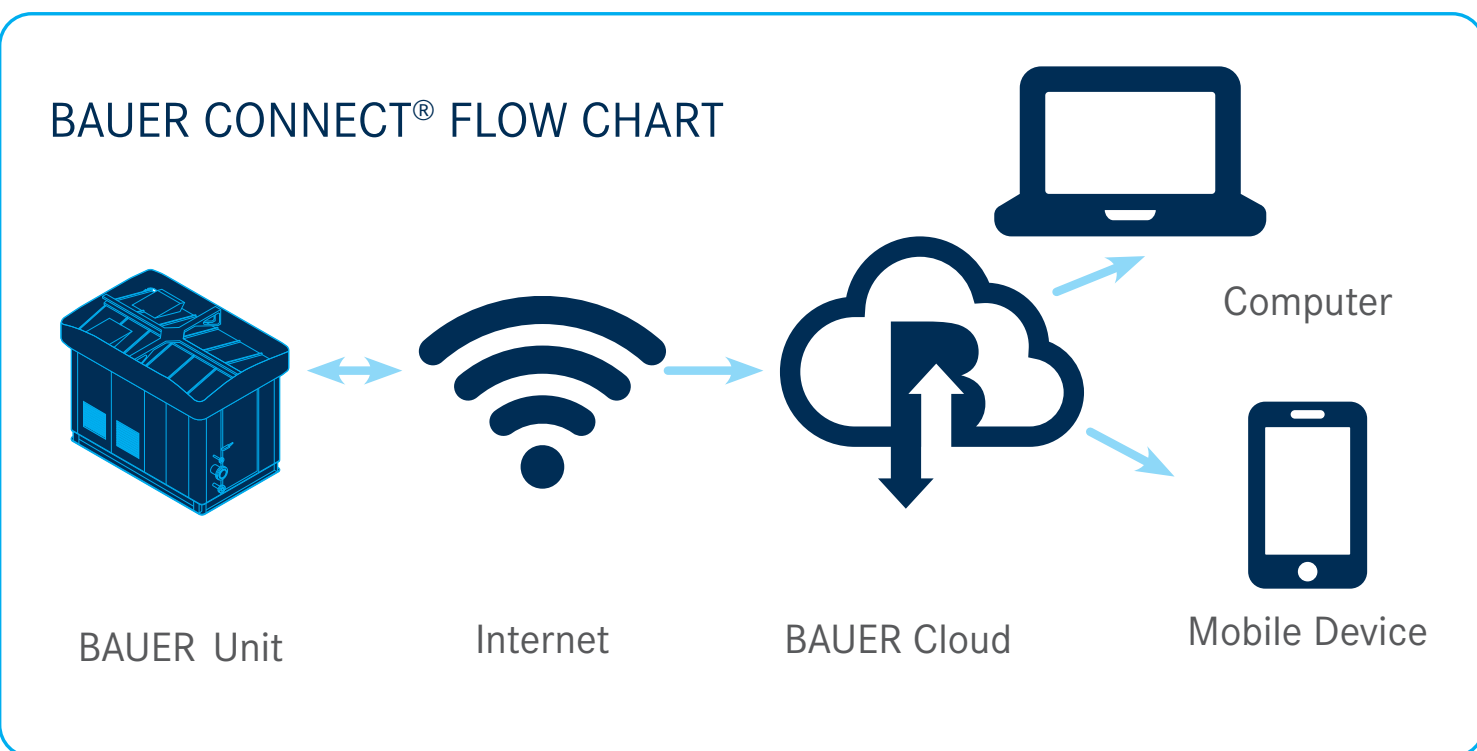 BAUER CONNECT® FLOW CHART
Computer
B
BAUER Unit
Internet
BAUER Cloud
Mobile Device